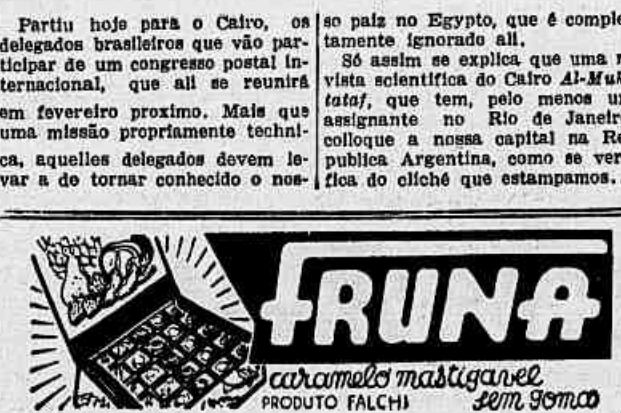 Partiu hoje para o Cairo, os
delegados brasileiros que vão par-
ticipar de um congresso postal in-
ternacional, que ali se reunirá
em fevereiro proximo. Mais que
uma missão propriamente techni-
ca, aquelles delegados devem le-
var a de tornar conhecido o nos-
so paiz no Egypto, que é comple
tamente ignorado ali.
Só assim se explica que uma r
vista scientifica do Cairo Al-Muk
tataf, que tem, pelo menos u
assignante no Rio de Janeiro
colloque a nossa capital na Re
publica Argentina, como se ver
fica do cliché que estampamos.
FRUNA
caramelo mastigavel
PRODUTO FALCHI
sem goma